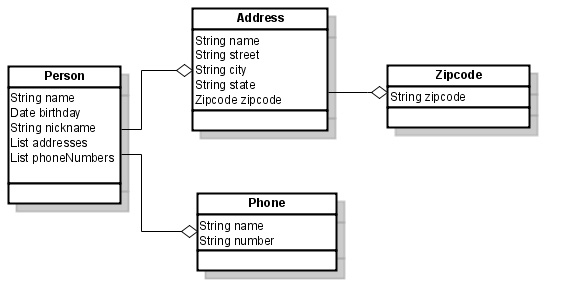 Person
String name
Date birthday
String nickname
List addresses
List phoneNumbers
Address
String name
String street
String city
String state
Zipcode zipcode
Zipcode
String zipcode
Phone
String name
String number